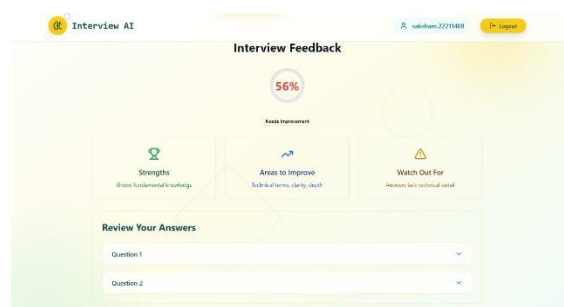 Interview AI
saksham.22211408
Logout
Interview Feedback
56%
Needs Improvement
Strengths
Shows fundamental knowledge
Areas to Improve
Technical terms, clarity, depth
Watch Out For
Answers lack technical detail
Review Your Answers
Question 1
Question 2